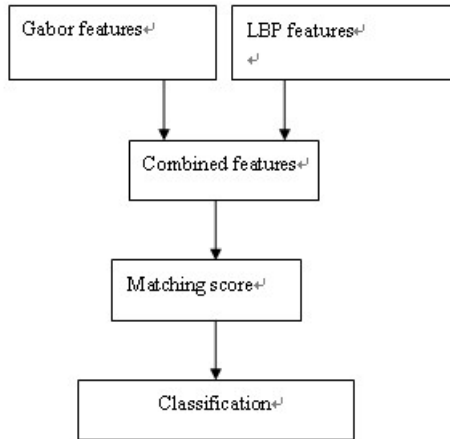 Gabor features↵
LBP features↵
↵
Combined features↵
Matching score↵
Classification↵